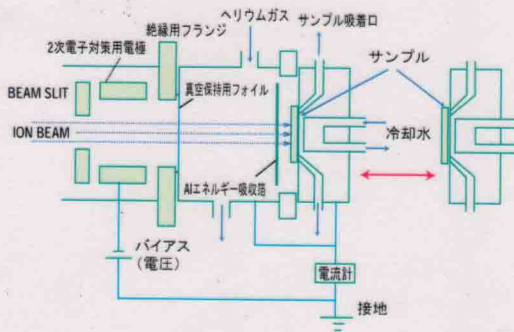 ヘリウムガス
サンプル吸着口
絶縁用フランジ
2次電子対策用電極
サンプル
BEAM SLIT
真空保持用フォイル
ION BEAM
冷却水
Alエネルギー吸収箔
バイアス
(電圧)
電流計
接地